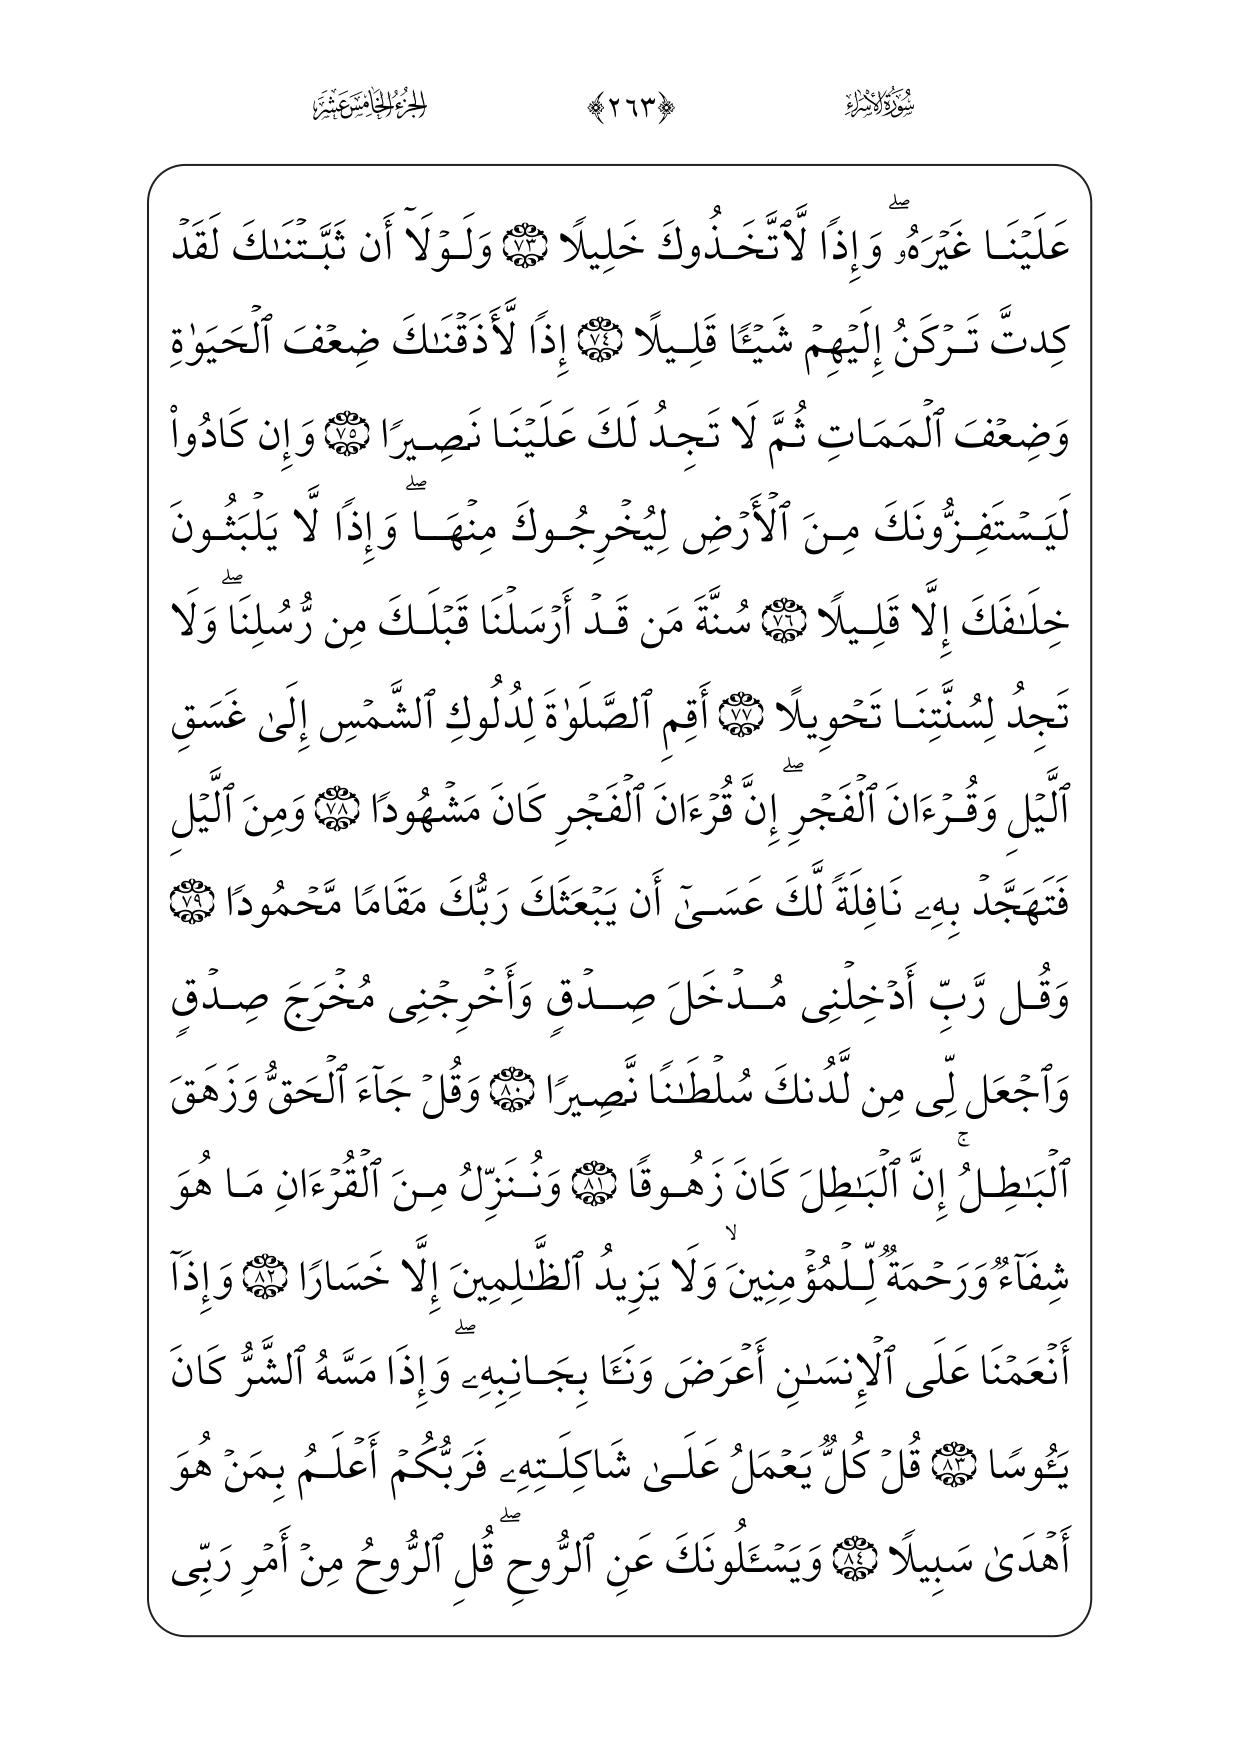 سُورَةُ الإِسْرَاءِ
﴿٢٦٣﴾
الجُزْءُ الخَامِسَ عَشَرَ
عَلَيۡنَا غَيۡرَهُۥۖ وَإِذٗا لَّٱتَّخَذُوكَ خَلِيلٗا ٧٣ وَلَوۡلَآ أَن ثَبَّتۡنَٰكَ لَقَدۡ
كِدتَّ تَرۡكَنُ إِلَيۡهِمۡ شَيۡـٔٗا قَلِيلًا ٧٤ إِذٗا لَّأَذَقۡنَٰكَ ضِعۡفَ ٱلۡحَيَوٰةِ
وَضِعۡفَ ٱلۡمَمَاتِ ثُمَّ لَا تَجِدُ لَكَ عَلَيۡنَا نَصِيرٗا ٧٥ وَإِن كَادُواْ
لَيَسۡتَفِزُّونَكَ مِنَ ٱلۡأَرۡضِ لِيُخۡرِجُوكَ مِنۡهَاۖ وَإِذٗا لَّا يَلۡبَثُونَ
خِلَٰفَكَ إِلَّا قَلِيلٗا ٧٦ سُنَّةَ مَن قَدۡ أَرۡسَلۡنَا قَبۡلَكَ مِن رُّسُلِنَاۖ وَلَا
تَجِدُ لِسُنَّتِنَا تَحۡوِيلًا ٧٧ أَقِمِ ٱلصَّلَوٰةَ لِدُلُوكِ ٱلشَّمۡسِ إِلَىٰ غَسَقِ
ٱلَّيۡلِ وَقُرۡءَانَ ٱلۡفَجۡرِۖ إِنَّ قُرۡءَانَ ٱلۡفَجۡرِ كَانَ مَشۡهُودٗا ٧٨ وَمِنَ ٱلَّيۡلِ
فَتَهَجَّدۡ بِهِۦ نَافِلَةٗ لَّكَ عَسَىٰٓ أَن يَبۡعَثَكَ رَبُّكَ مَقَامٗا مَّحۡمُودٗا ٧٩
وَقُل رَّبِّ أَدۡخِلۡنِي مُدۡخَلَ صِدۡقٖ وَأَخۡرِجۡنِي مُخۡرَجَ صِدۡقٖ
وَٱجۡعَل لِّي مِن لَّدُنكَ سُلۡطَٰنٗا نَّصِيرٗا ٨٠ وَقُلۡ جَآءَ ٱلۡحَقُّ وَزَهَقَ
ٱلۡبَٰطِلُۚ إِنَّ ٱلۡبَٰطِلَ كَانَ زَهُوقٗا ٨١ وَنُنَزِّلُ مِنَ ٱلۡقُرۡءَانِ مَا هُوَ
شِفَآءٞ وَرَحۡمَةٞ لِّلۡمُؤۡمِنِينَۙ وَلَا يَزِيدُ ٱلظَّٰلِمِينَ إِلَّا خَسَارٗا ٨٢ وَإِذَآ
أَنۡعَمۡنَا عَلَى ٱلۡإِنسَٰنِ أَعۡرَضَ وَنَـَٔا بِجَانِبِهِۦۖ وَإِذَا مَسَّهُ ٱلشَّرُّ كَانَ
يَـُٔوسٗا ٨٣ قُلۡ كُلّٞ يَعۡمَلُ عَلَىٰ شَاكِلَتِهِۦ فَرَبُّكُمۡ أَعۡلَمُ بِمَنۡ هُوَ
أَهۡدَىٰ سَبِيلٗا ٨٤ وَيَسۡـَٔلُونَكَ عَنِ ٱلرُّوحِۖ قُلِ ٱلرُّوحُ مِنۡ أَمۡرِ رَبِّي